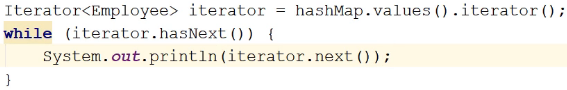 Iterator<Employee> iterator = hashMap.values().iterator();
while (iterator.hasNext()) {
    System.out.println(iterator.next());
}